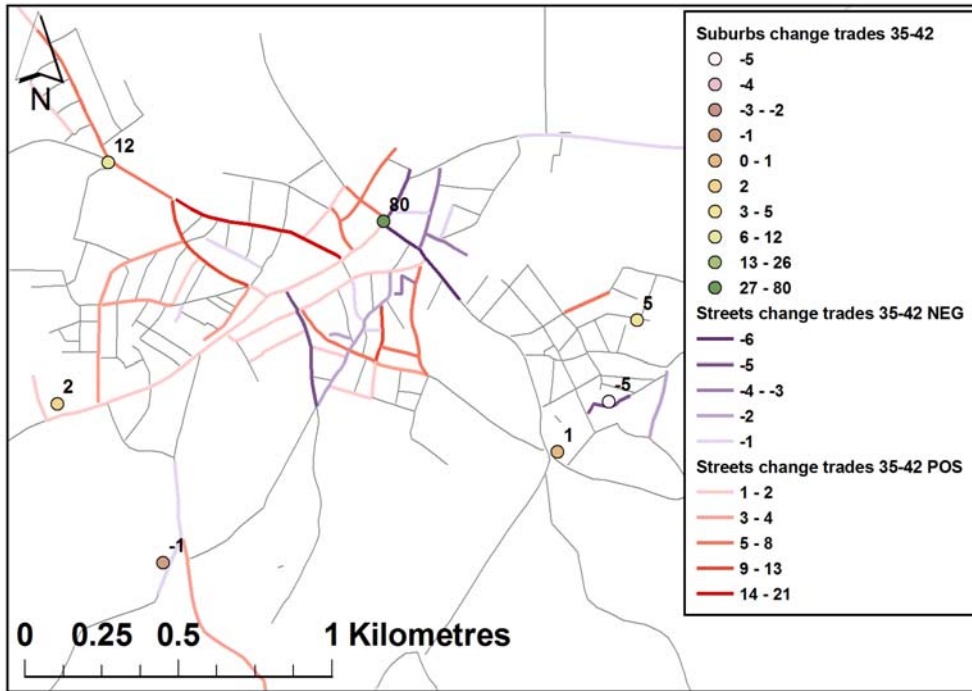 N
12
80
5
2
-5
1
-1
0 0.25 0.5 1 Kilometres
Suburbs change trades 35-42
-5
-4
-3 - -2
-1
0 - 1
2
3 - 5
6 - 12
13 - 26
27 - 80
Streets change trades 35-42 NEG
-6
-5
-4 - -3
-2
-1
Streets change trades 35-42 POS
1 - 2
3 - 4
5 - 8
9 - 13
14 - 21